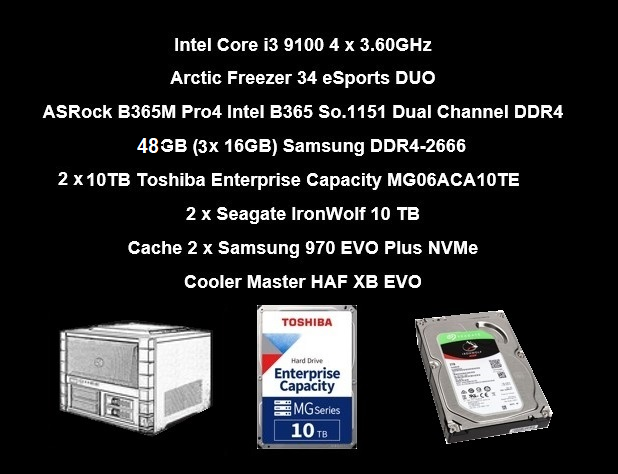 Intel Core i3 9100 4 x 3.60GHz
Arctic Freezer 34 eSports DUO
ASRock B365M Pro4 Intel B365 So.1151 Dual Channel DDR4
48GB (3x 16GB) Samsung DDR4-2666
2 x 10TB Toshiba Enterprise Capacity MG06ACA10TE
2 x Seagate IronWolf 10 TB
Cache 2 x Samsung 970 EVO Plus NVMe
Cooler Master HAF XB EVO
TOSHIBA
Hard Drive
Enterprise
Capacity
MG Series
10 TB